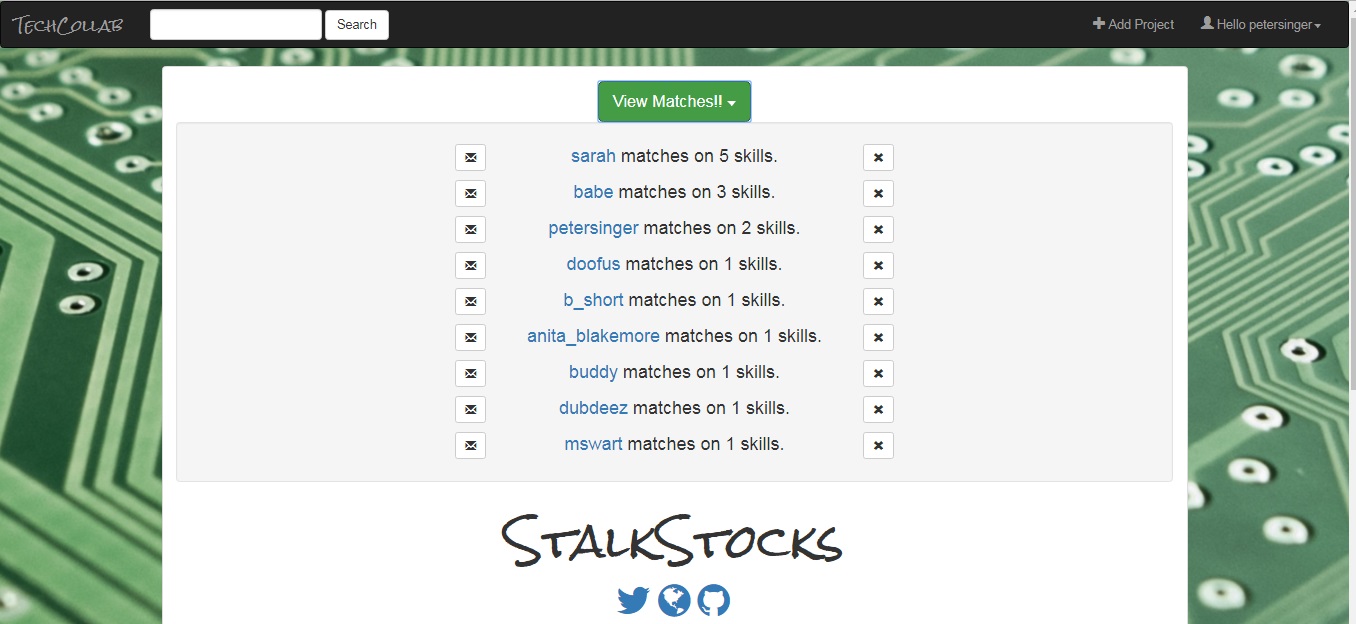 TechCollab
Search
Add Project
Hello petersinger
View Matches!!
sarah matches on 5 skills.
babe matches on 3 skills.
petersinger matches on 2 skills.
doofus matches on 1 skills.
b_short matches on 1 skills.
anita_blakemore matches on 1 skills.
buddy matches on 1 skills.
dubdeez matches on 1 skills.
mswart matches on 1 skills.
StalkStocks